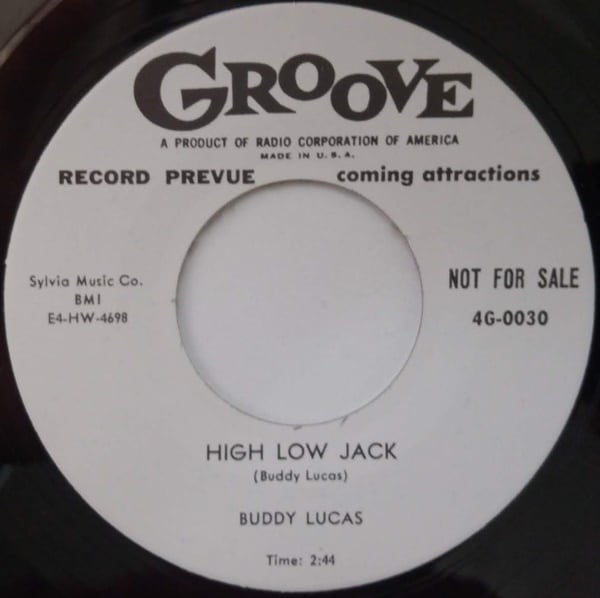 GROOVE
A PRODUCT OF RADIO CORPORATION OF AMERICA
MADE IN U.S.A.
RECORD PREVUE coming attractions
Sylvia Music Co.
BMI
E4-HW-4698
NOT FOR SALE
4G-0030
HIGH LOW JACK
(Buddy Lucas)
BUDDY LUCAS
Time: 2:44